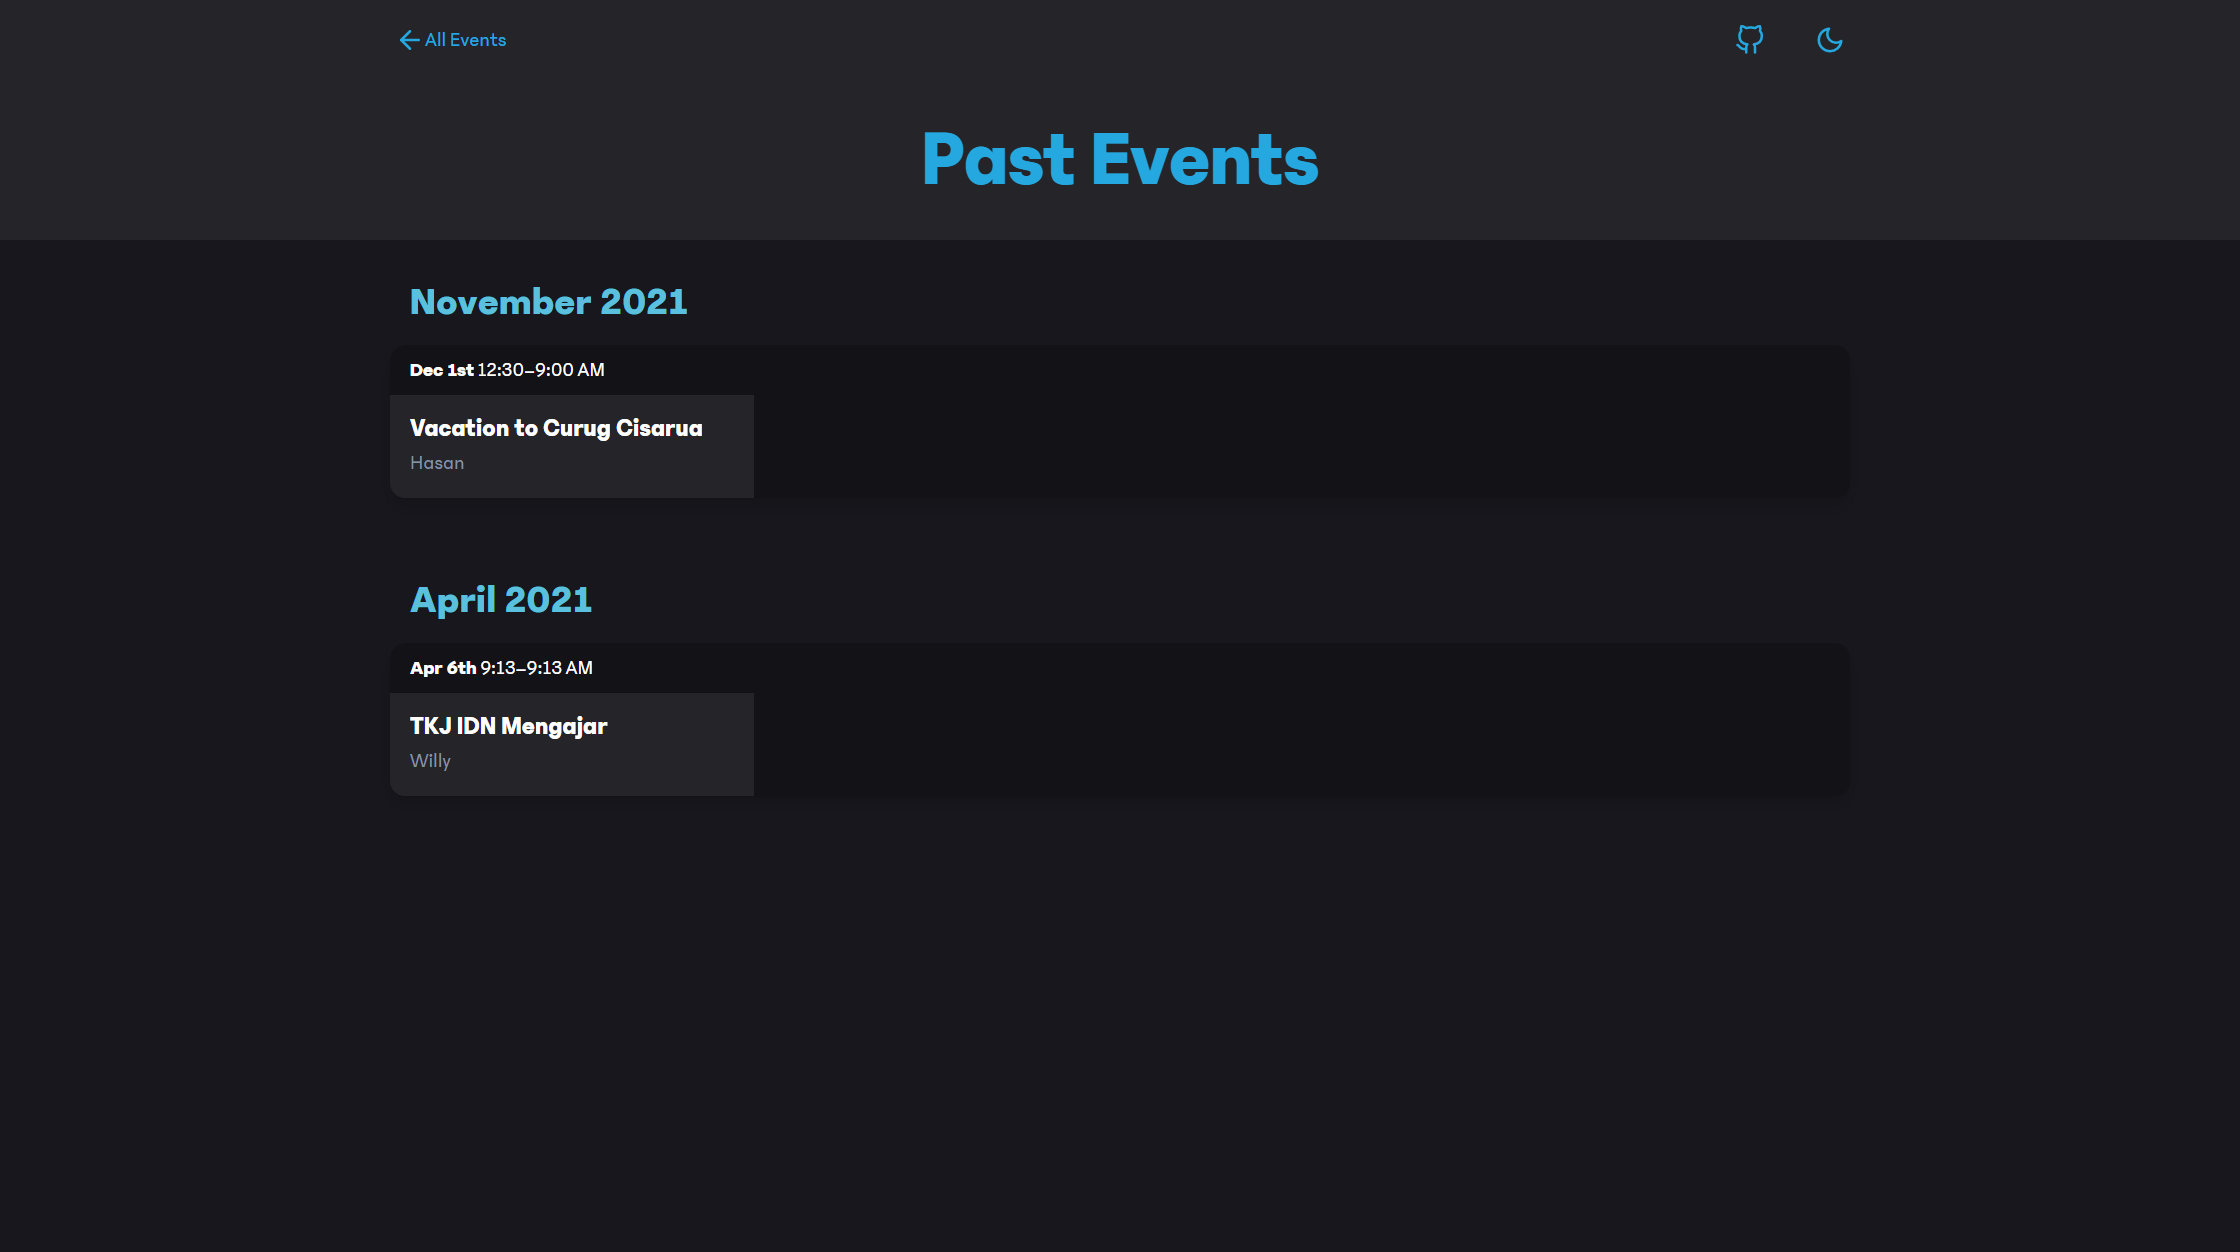 All Events
Past Events
November 2021
Dec 1st 12:30–9:00 AM
Vacation to Curug Cisarua
Hasan
April 2021
Apr 6th 9:13–9:13 AM
TKJ IDN Mengajar
Willy